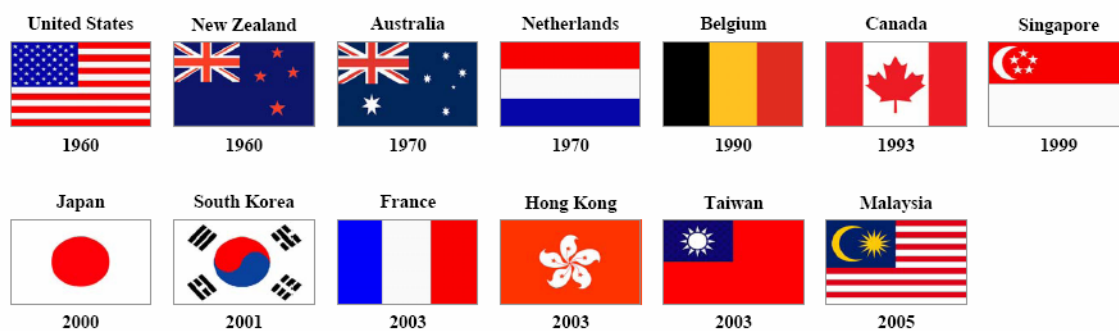 United States New Zealand Australia Netherlands Belgium Canada Singapore
1960 1960 1970 1970 1990 1993 1999
Japan South Korea France Hong Kong Taiwan Malaysia
2000 2001 2003 2003 2003 2005